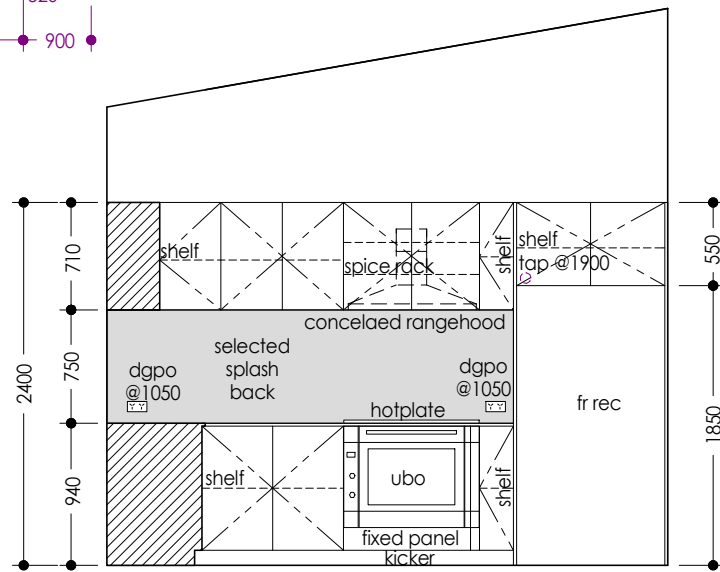 900
shelf
spice rack
shelf
shelf
tap @1900
710
550
concelaed rangehood
selected
splash
back
dgpo
@1050
dgpo
@1050
750
2400
hotplate
fr rec
1850
shelf
ubo
shelf
940
fixed panel
kicker